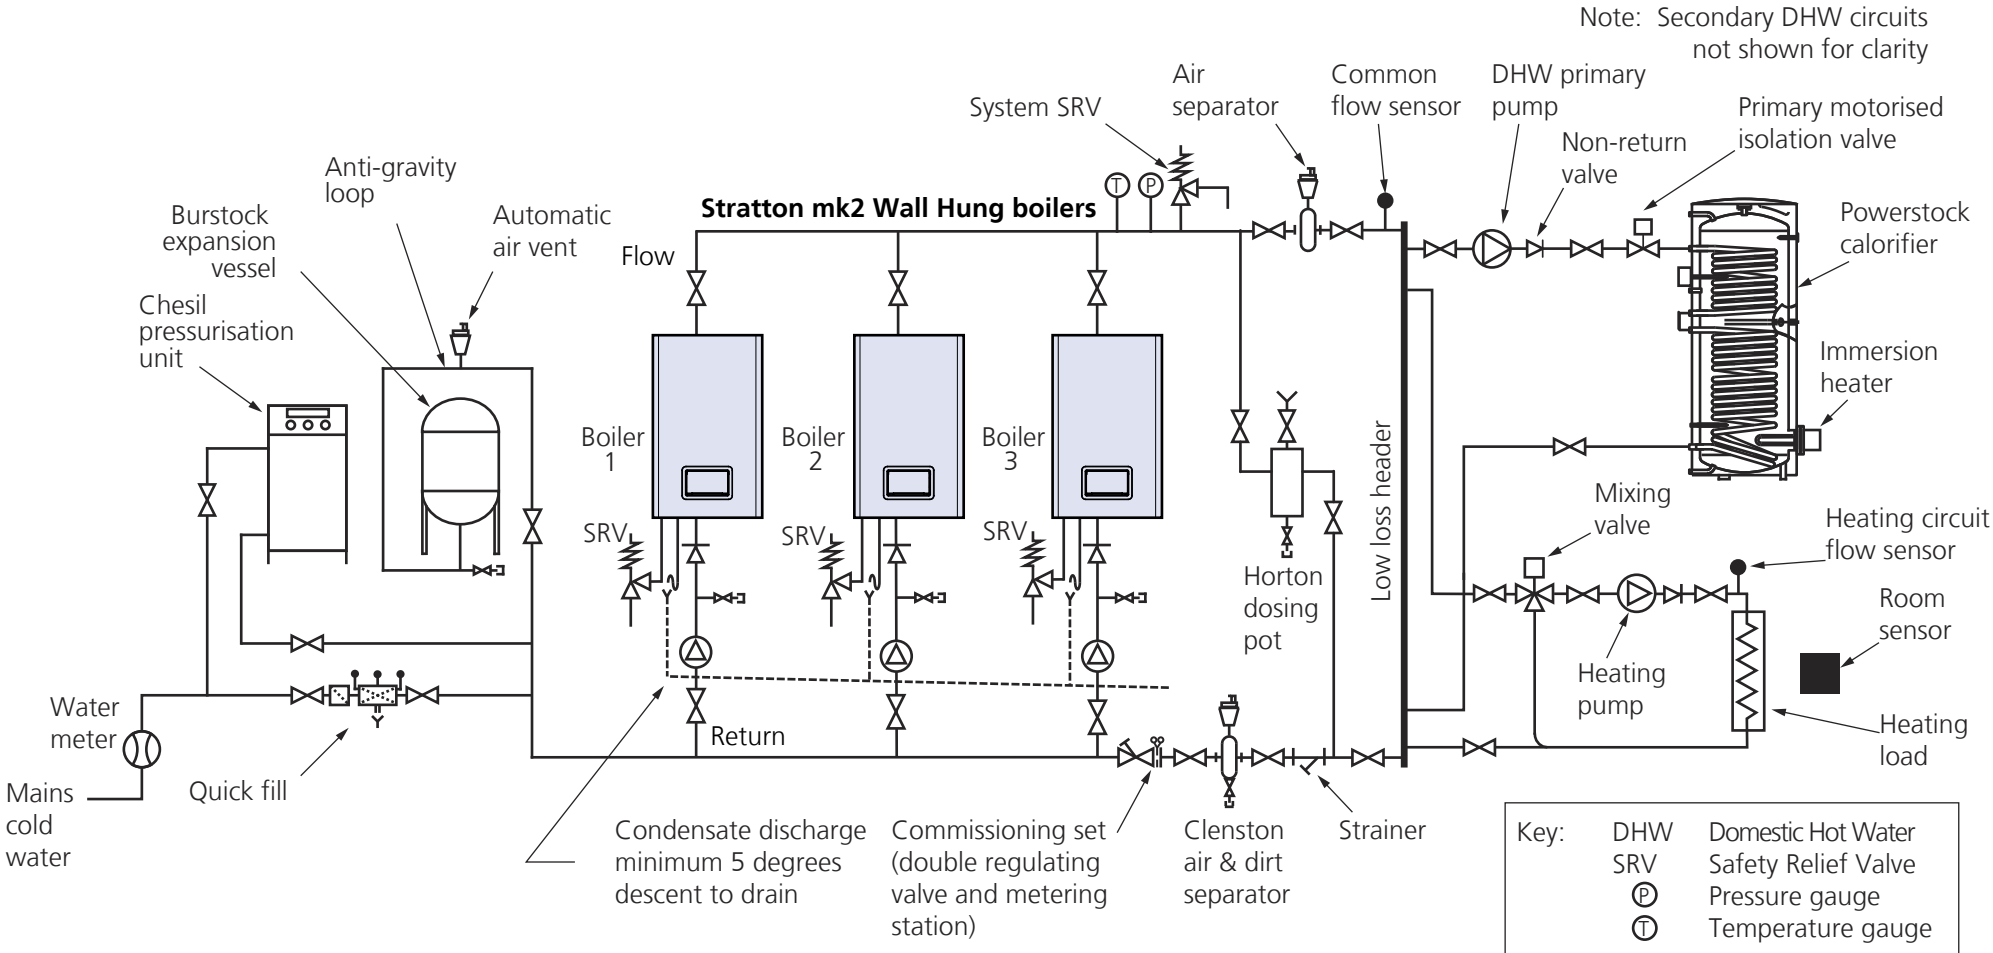 Note: Secondary DHW circuits
not shown for clarity
Air
separator
Common
flow sensor
DHW primary
pump
System SRV
Primary motorised
isolation valve
Non-return
valve
Anti-gravity
loop
Burstock
expansion
vessel
Automatic
air vent
Stratton mk2 Wall Hung boilers
T
P
Powerstock
calorifier
Flow
Chesil
pressurisation
unit
Immersion
heater
Boiler
1
Boiler
2
Boiler
3
Low loss header
Mixing
valve
Heating circuit
flow sensor
SRV
SRV
SRV
Horton
dosing
pot
Room
sensor
Heating
pump
Water
meter
Return
Heating
load
Quick fill
Mains
cold
water
Condensate discharge
minimum 5 degrees
descent to drain
Commissioning set
(double regulating
valve and metering
station)
Clenston
air & dirt
separator
Strainer
Key: DHW Domestic Hot Water
SRV Safety Relief Valve
P Pressure gauge
T Temperature gauge